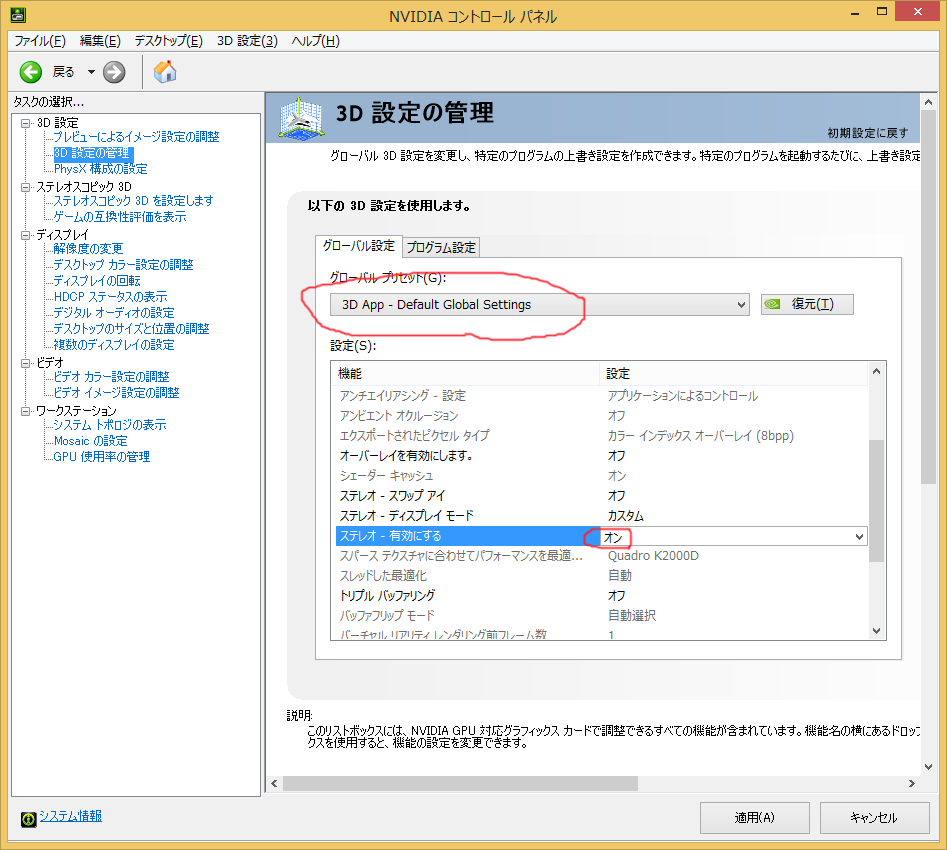 NVIDIA コントロール パネル
ファイル(F) 編集(E) デスクトップ(E) 3D 設定(3) ヘルプ(H)
戻る
タスクの選択...
3D 設定
プレビューによるイメージ設定の調整
3D 設定の管理
PhysX 構成の設定
ステレオスコピック 3D
ステレオスコピック 3D を設定します
ゲームの互換性評価を表示
ディスプレイ
解像度の変更
デスクトップ カラー設定の調整
ディスプレイの回転
HDCP ステータスの表示
デジタル オーディオの設定
デスクトップのサイズと位置の調整
複数のディスプレイの設定
ビデオ
ビデオ カラー設定の調整
ビデオ イメージ設定の調整
ワークステーション
システム トポロジの表示
Mosaic の設定
GPU 使用率の管理
システム情報
3D 設定の管理
初期設定に戻す
グローバル 3D 設定を変更し、特定のプログラムの上書き設定を作成できます。特定のプログラムを起動するたびに、上書き設定
以下の 3D 設定を使用します。
グローバル設定 プログラム設定
グローバル プリセット(G):
3D App - Default Global Settings 復元(I)
設定(S):
機能 設定
アンチエイリアシング - 設定 アプリケーションによるコントロール
アンビエント オクルージョン オフ
エクスポートされたピクセル タイプ カラー インデックス オーバーレイ (8bpp)
オーバーレイを有効にします。 オフ
シェーダー キャッシュ オン
ステレオ - スワップ アイ オフ
ステレオ - ディスプレイ モード カスタム
ステレオ - 有効にする オン
スパース テクスチャに合わせてパフォーマンスを最適... Quadro K2000D
スレッドした最適化 自動
トリプル バッファリング オフ
バッファフリップ モード 自動選択
バーチャル リアリティ レンダリング前フレーム数 1
説明:
このリストボックスには、NVIDIA GPU 対応グラフィックス カードで調整できるすべての機能が含まれています。機能名の横にあるドロップ
クスを使用すると、機能の設定を変更できます。
適用(A) キャンセル